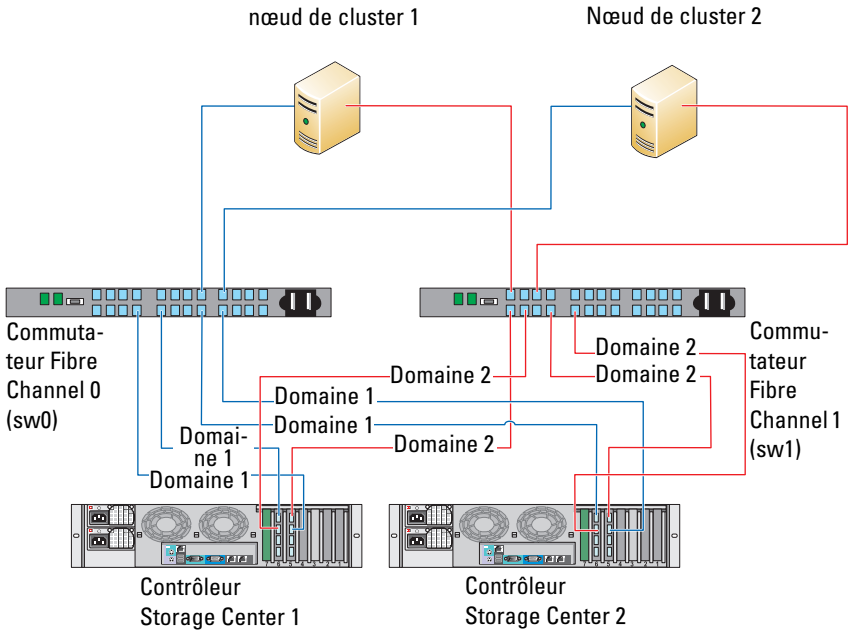 nœud de cluster 1
Nœud de cluster 2
Commuta-
teur Fibre
Channel 0
(sw0)
Commu-
tateur
Fibre
Channel 1
(sw1)
Domaine 2
Domaine 2
Domaine 2
Domaine 1
Domaine 1
Domai-
ne 1
Domaine 2
Domaine 1
Contrôleur
Storage Center 1
Contrôleur
Storage Center 2